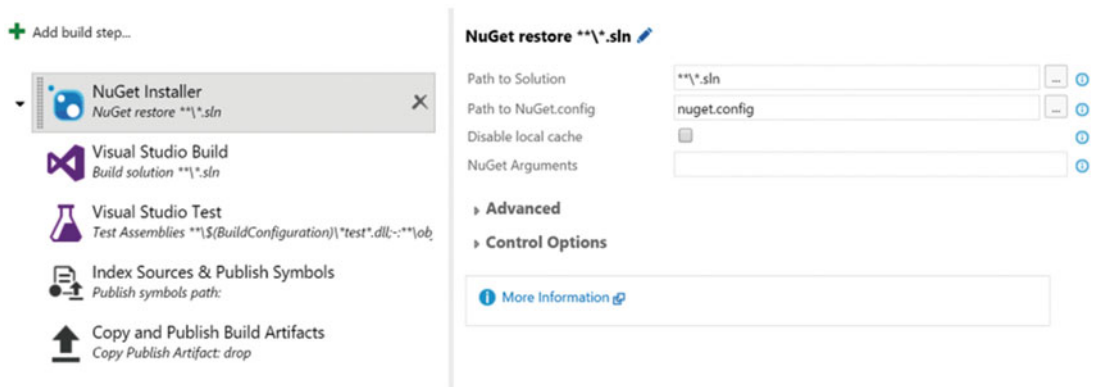 Add build step...
NuGet Installer
NuGet restore **\*.sln
Visual Studio Build
Build solution **\*.sln
Visual Studio Test
Test Assemblies **\$(BuildConfiguration)\*test*.dll;-:**\obj
Index Sources & Publish Symbols
Publish symbols path:
Copy and Publish Build Artifacts
Copy Publish Artifact: drop
NuGet restore **\*.sln
Path to Solution **\*.sln ...
Path to NuGet.config nuget.config ...
Disable local cache
NuGet Arguments
Advanced
Control Options
More Information